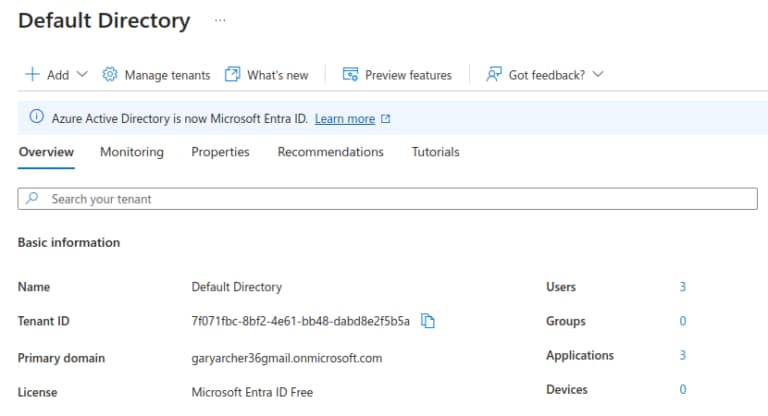 Default Directory ...
Add Manage tenants What's new Preview features Got feedback?
Azure Active Directory is now Microsoft Entra ID. Learn more
Overview Monitoring Properties Recommendations Tutorials
Search your tenant
Basic information
Name Default Directory Users 3
Tenant ID 7f071fbc-8bf2-4e61-bb48-dabd8e2f5b5a Groups 0
Primary domain garyarcher36gmail.onmicrosoft.com Applications 3
License Microsoft Entra ID Free Devices 0